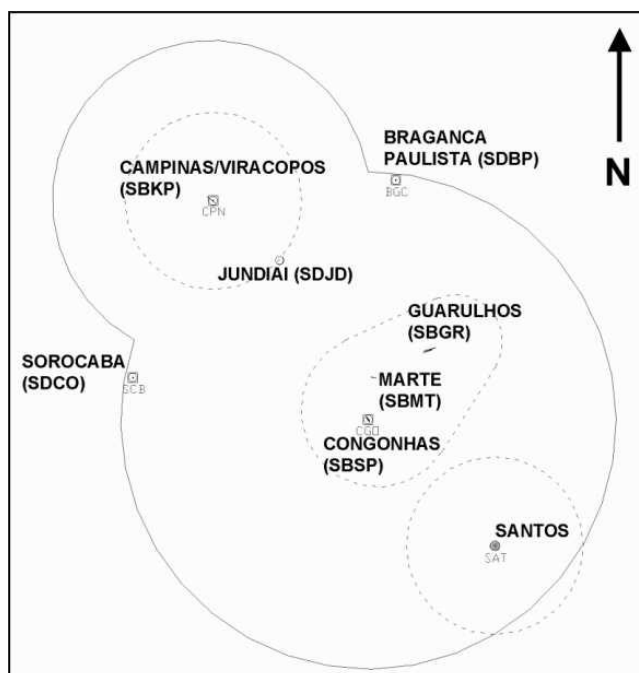 BRAGANCA
PAULISTA (SDBP)
BGC
N
CAMPINAS/VIRACOPOS
(SBKP)
CPN
JUNDIAI (SDJD)
GUARULHOS
(SBGR)
SOROCABA
(SDCO)
SCB
MARTE
(SBMT)
CGO
CONGONHAS
(SBSP)
SANTOS
SAT